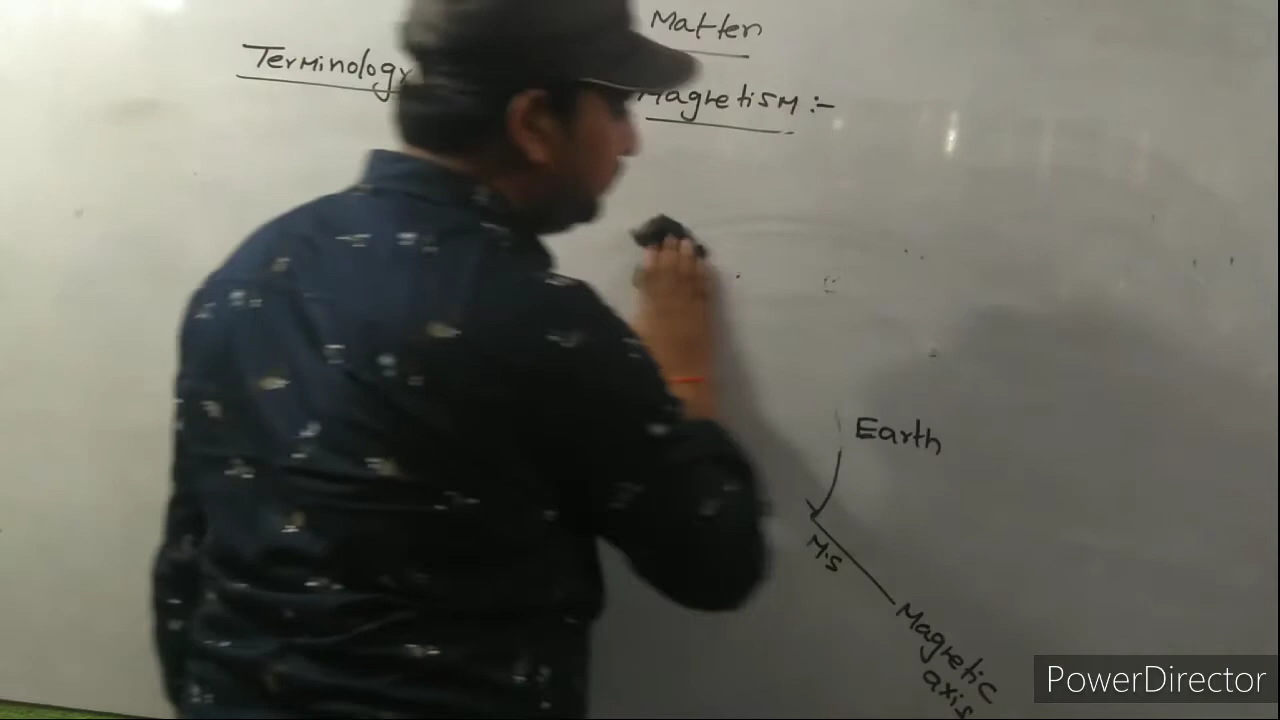 Matter
Terminology
Magnetism :-
Earth
M.S
Magnetic
axis
PowerDirector